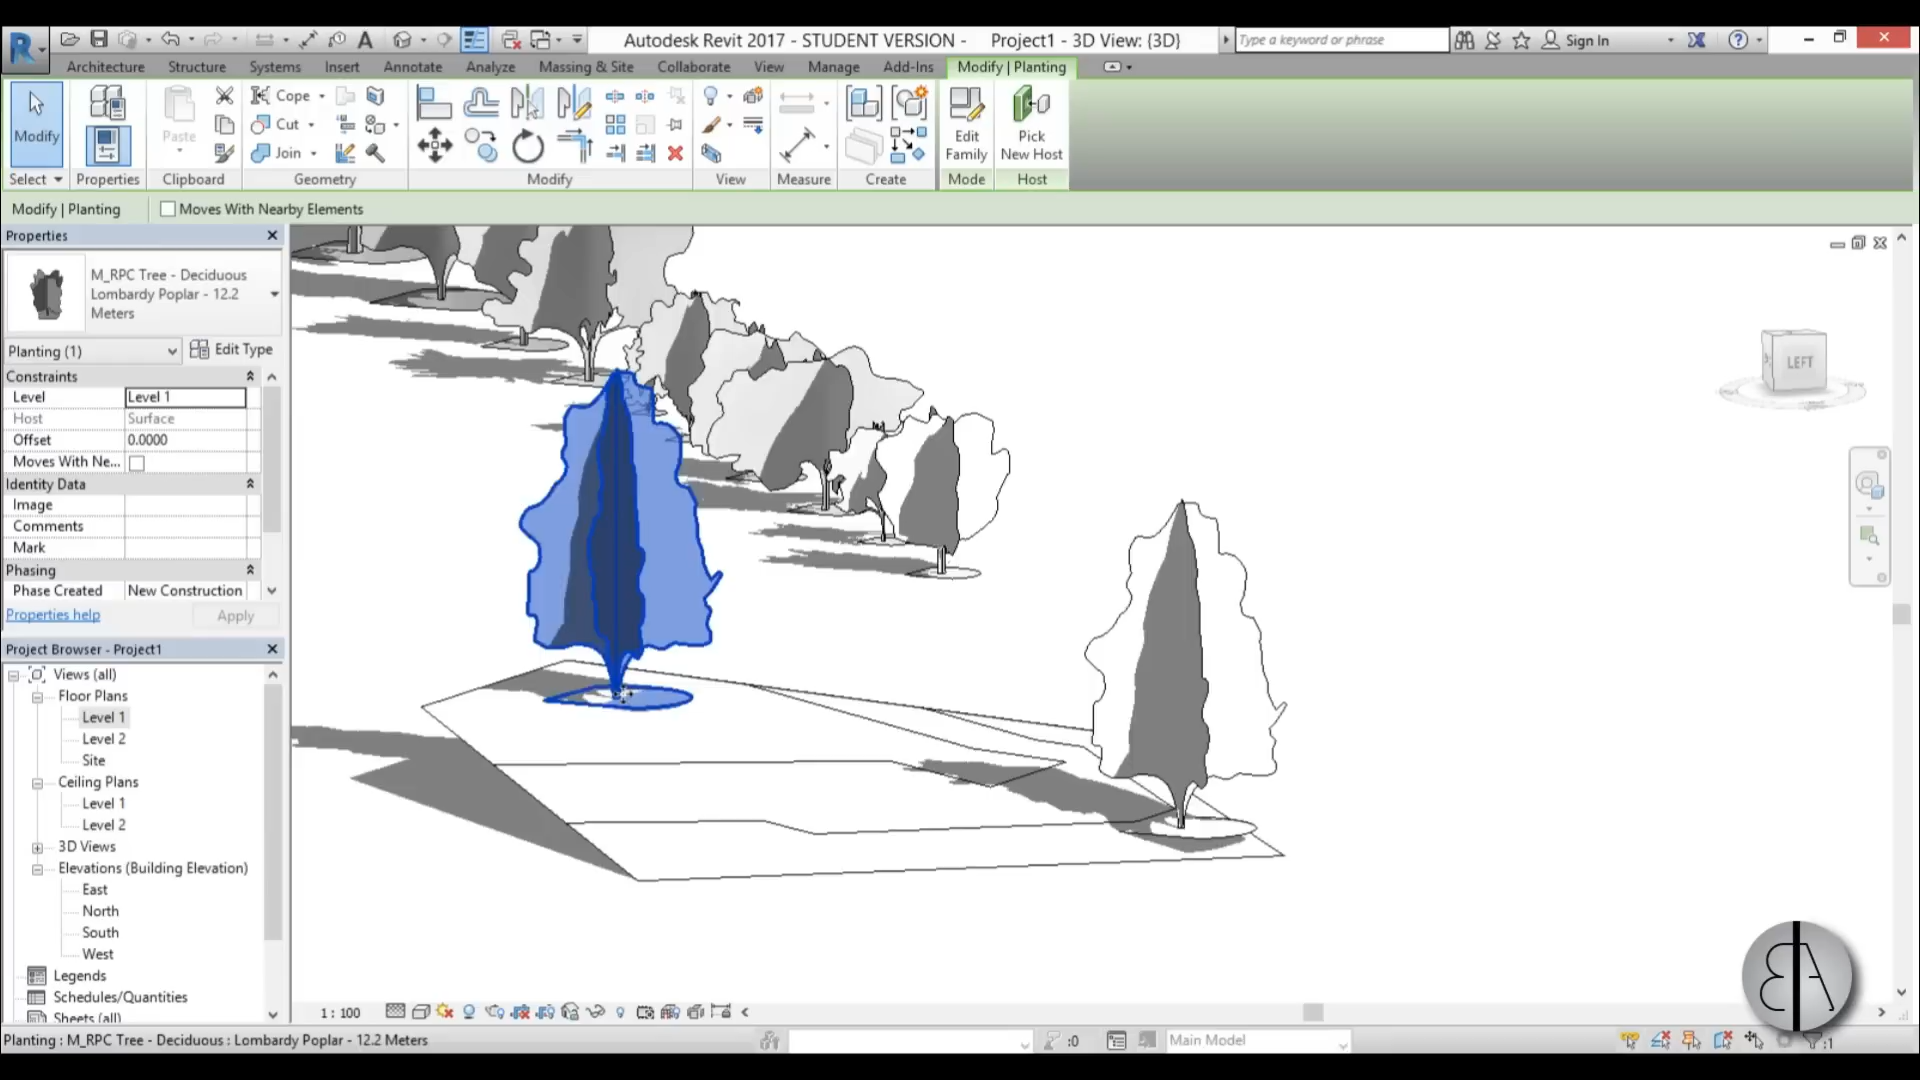 Autodesk Revit 2017 - STUDENT VERSION - Project1 - 3D View: {3D}
Type a keyword or phrase
Sign In
Architecture Structure Systems Insert Annotate Analyze Massing & Site Collaborate View Manage Add-Ins Modify | Planting
Modify
Paste
Cope
Cut
Join
Edit Family
Pick New Host
Select Properties Clipboard Geometry Modify View Measure Create Mode Host
Modify | Planting Moves With Nearby Elements
Properties
M_RPC Tree - Deciduous
Lombardy Poplar - 12.2
Meters
Planting (1) Edit Type
Constraints
Level Level 1
Host Surface
Offset 0.0000
Moves With Ne...
Identity Data
Image
Comments
Mark
Phasing
Phase Created New Construction
Properties help Apply
Project Browser - Project1
Views (all)
Floor Plans
Level 1
Level 2
Site
Ceiling Plans
Level 1
Level 2
3D Views
Elevations (Building Elevation)
East
North
South
West
Legends
Schedules/Quantities
Sheets (all)
LEFT
1 : 100
Planting : M_RPC Tree - Deciduous : Lombardy Poplar - 12.2 Meters
:0
Main Model
:1